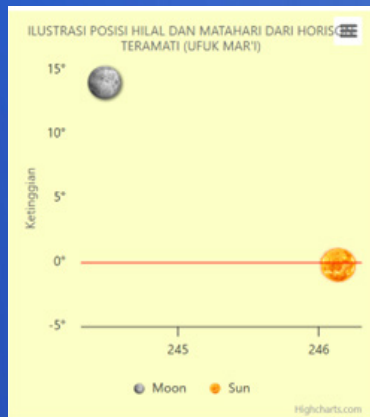 ILUSTRASI POSISI HILAL DAN MATAHARI DARI HORISON
TERAMATI (UFUK MAR'I)
15°
10°
5°
0°
-5°
Ketinggian
245
246
Moon
Sun
Highcharts.com